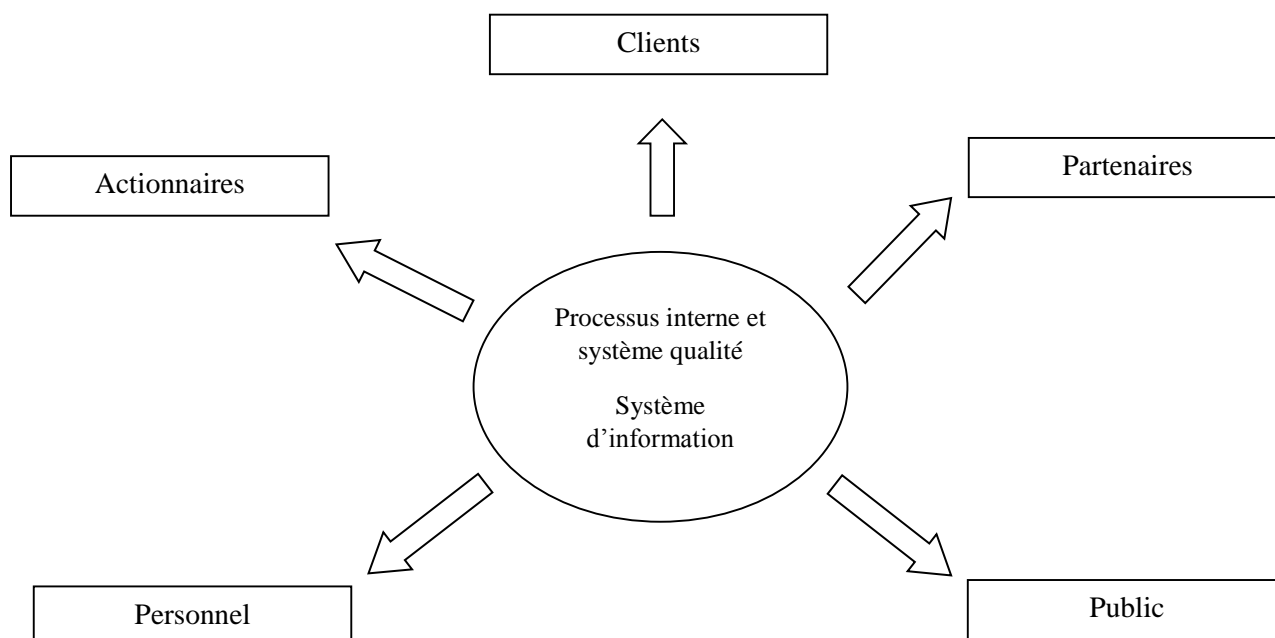 Clients
Actionnaires
Partenaires
Processus interne et
système qualité
Système
d’information
Personnel
Public